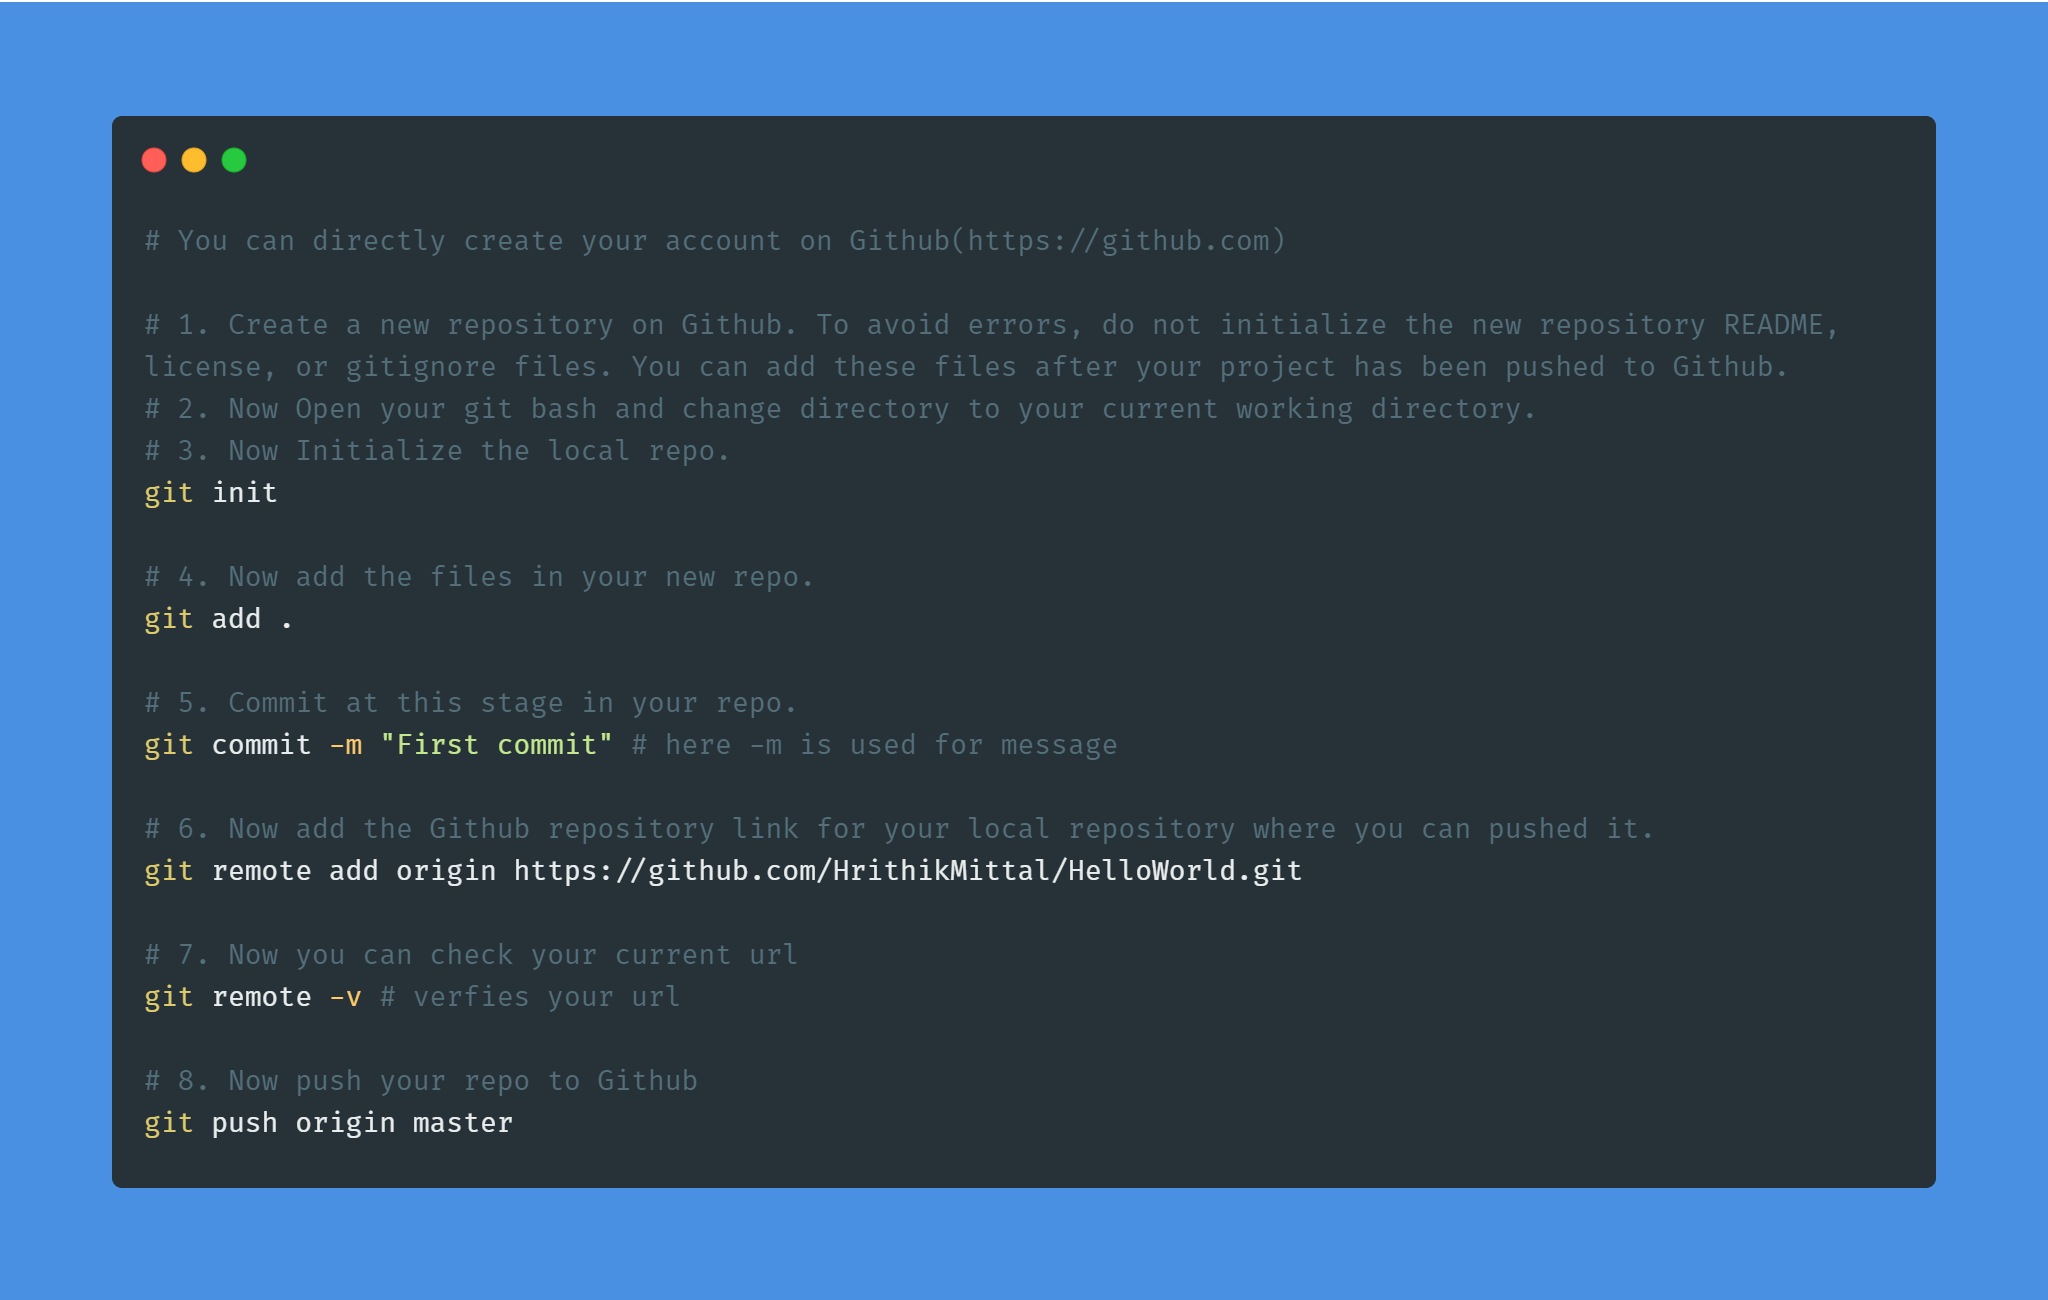 # You can directly create your account on Github(https://github.com)
# 1. Create a new repository on Github. To avoid errors, do not initialize the new repository README,
license, or gitignore files. You can add these files after your project has been pushed to Github.
# 2. Now Open your git bash and change directory to your current working directory.
# 3. Now Initialize the local repo.
git init
# 4. Now add the files in your new repo.
git add .
# 5. Commit at this stage in your repo.
git commit -m "First commit" # here -m is used for message
# 6. Now add the Github repository link for your local repository where you can pushed it.
git remote add origin https://github.com/HrithikMittal/HelloWorld.git
# 7. Now you can check your current url
git remote -v # verfies your url
# 8. Now push your repo to Github
git push origin master